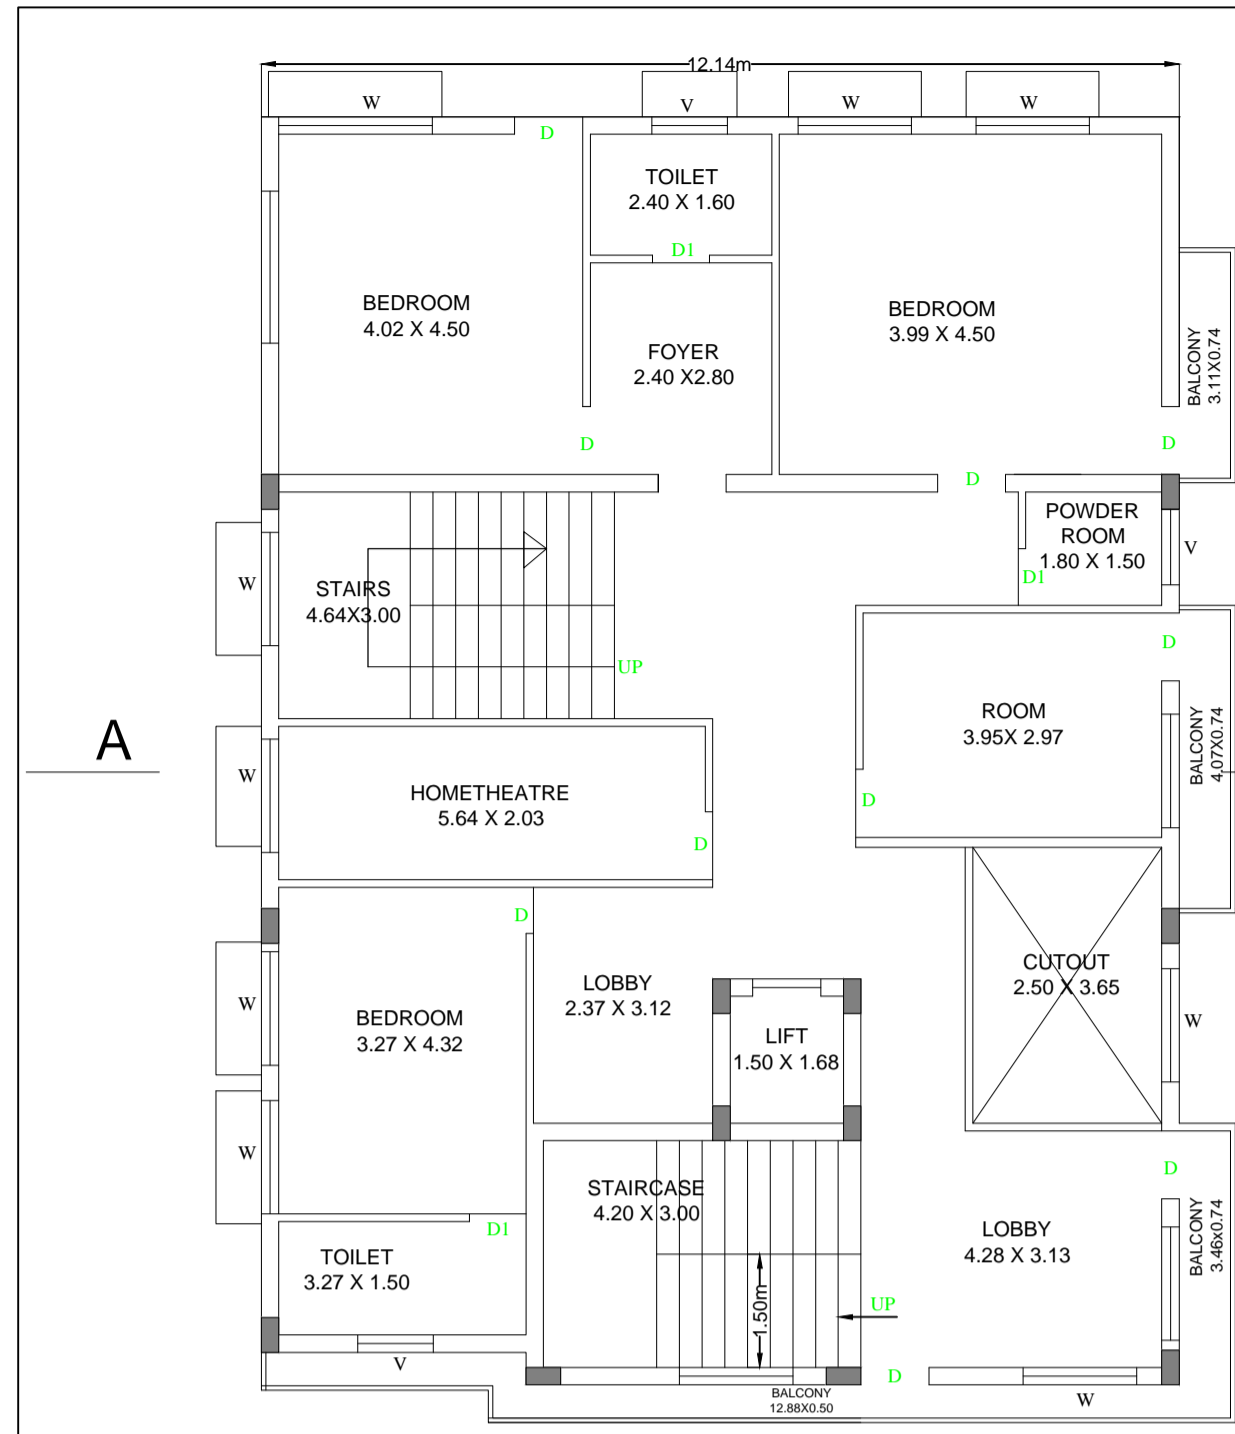 12.14m
W
V
W
W
D
TOILET
2.40 X 1.60
D1
BEDROOM
4.02 X 4.50
BEDROOM
3.99 X 4.50
FOYER
2.40 X2.80
BALCONY
3.11X0.74
D
D
D
POWDER
ROOM
1.80 X 1.50
V
D1
W
STAIRS
4.64X3.00
UP
D
ROOM
3.95X 2.97
BALCONY
4.07X0.74
A
W
HOMETHEATRE
5.64 X 2.03
D
D
D
LOBBY
2.37 X 3.12
CUTOUT
2.50 X 3.65
W
W
BEDROOM
3.27 X 4.32
LIFT
1.50 X 1.68
W
D
STAIRCASE
4.20 X 3.00
BALCONY
3.46x0.74
D1
LOBBY
4.28 X 3.13
TOILET
3.27 X 1.50
1.50m
UP
V
D
W
BALCONY
12.88X0.50